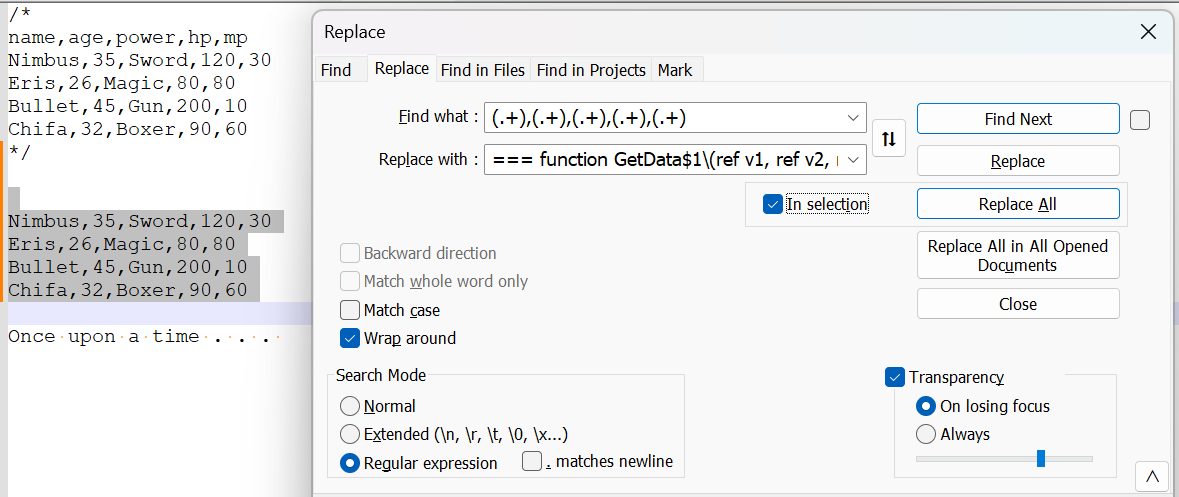 /*
name,age,power,hp,mp
Nimbus,35,Sword,120,30
Eris,26,Magic,80,80
Bullet,45,Gun,200,10
Chifa,32,Boxer,90,60
*/
Nimbus,35,Sword,120,30
Eris,26,Magic,80,80
Bullet,45,Gun,200,10
Chifa,32,Boxer,90,60
Once upon a time . . . .
Replace
Find Replace Find in Files Find in Projects Mark
Find what : (.+),(.+),(.+),(.+),(.+) Find Next
Replace with : === function GetData$1\(ref v1, ref v2, Replace
In selection Replace All
Backward direction
Match whole word only
Match case
Wrap around
Replace All in All Opened
Documents
Close
Search Mode
Normal
Extended (\n, \r, \t, \0, \x...)
Regular expression . matches newline
Transparency
On losing focus
Always